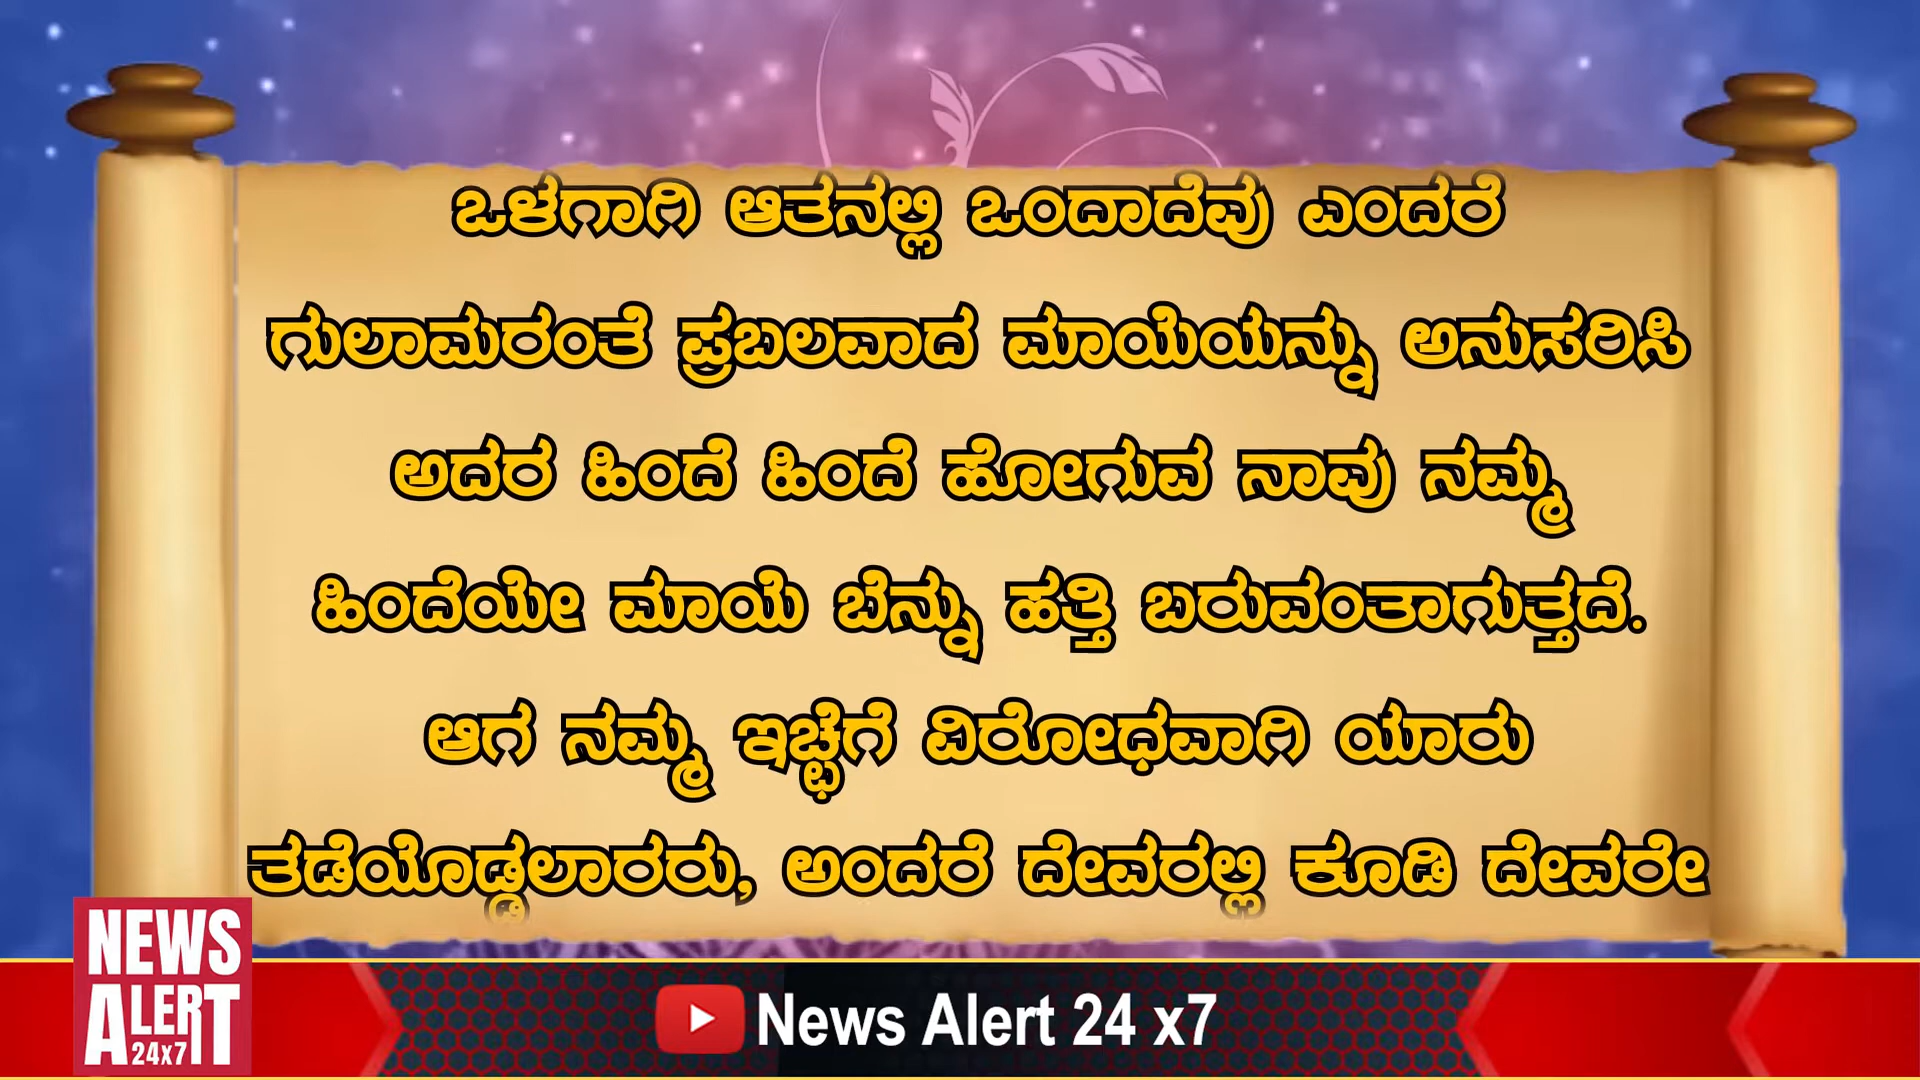 ಒಳಗಾಗಿ ಆತನಲ್ಲಿ ಒಂದಾದೆವು ಎಂದರೆ
ಗುಲಾಮರಂತೆ ಪ್ರಬಲವಾದ ಮಾಯೆಯನ್ನು ಅನುಸರಿಸಿ
ಅದರ ಹಿಂದೆ ಹಿಂದೆ ಹೋಗುವ ನಾವು ನಮ್ಮ
ಹಿಂದೆಯೇ ಮಾಯೆ ಬೆನ್ನು ಹತ್ತಿ ಬರುವಂತಾಗುತ್ತದೆ.
ಆಗ ನಮ್ಮ ಇಚ್ಛೆಗೆ ವಿರೋಧವಾಗಿ ಯಾರು
ತಡೆಯೊಡ್ಡಲಾರರು, ಅಂದರೆ ದೇವರಲ್ಲಿ ಕೂಡಿ ದೇವರೇ
NEWS
ALERT
24x7
News Alert 24 x7